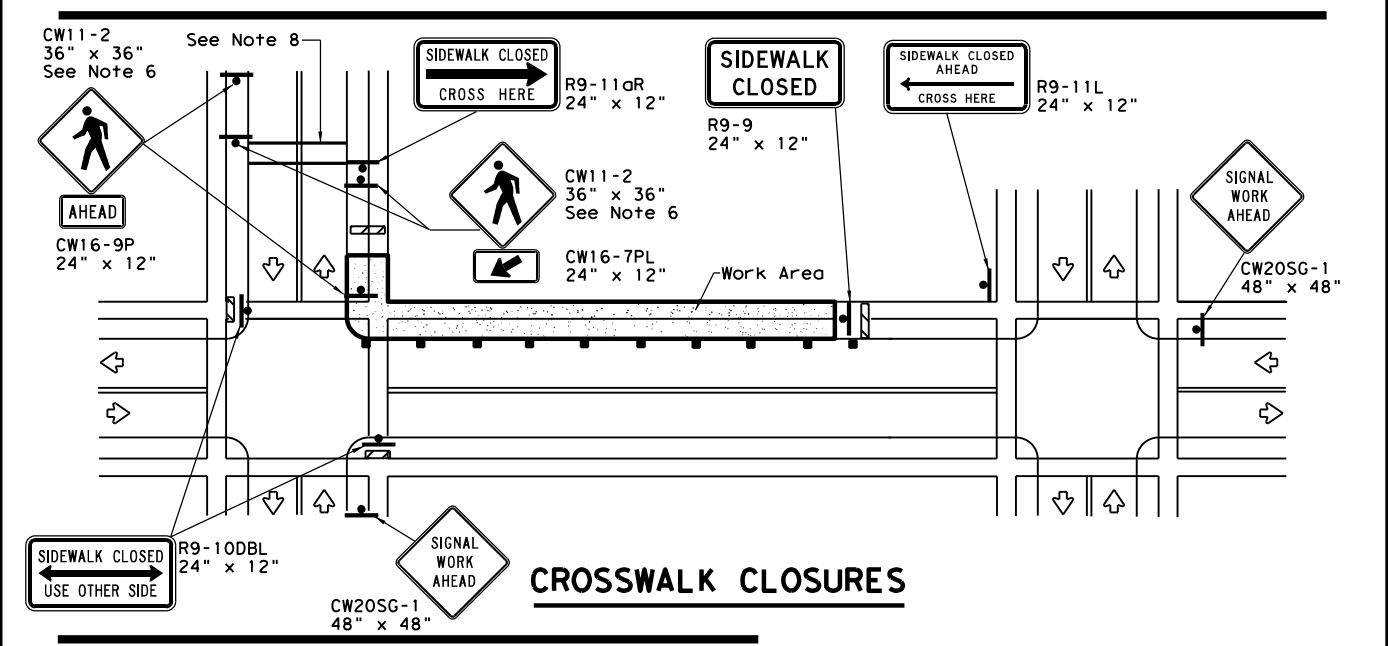 CW11-2
36" x 36"
See Note 6
See Note 8
SIDEWALK CLOSED
CROSS HERE
R9-11aR
24" x 12"
SIDEWALK
CLOSED
R9-9
24" x 12"
SIDEWALK CLOSED
AHEAD
CROSS HERE
R9-11L
24" x 12"
AHEAD
CW16-9P
24" x 12"
CW11-2
36" x 36"
See Note 6
CW16-7PL
24" x 12"
Work Area
SIGNAL
WORK
AHEAD
CW20SG-1
48" x 48"
SIDEWALK CLOSED
USE OTHER SIDE
R9-10DBL
24" x 12"
SIGNAL
WORK
AHEAD
CW20SG-1
48" x 48"
CROSSWALK CLOSURES